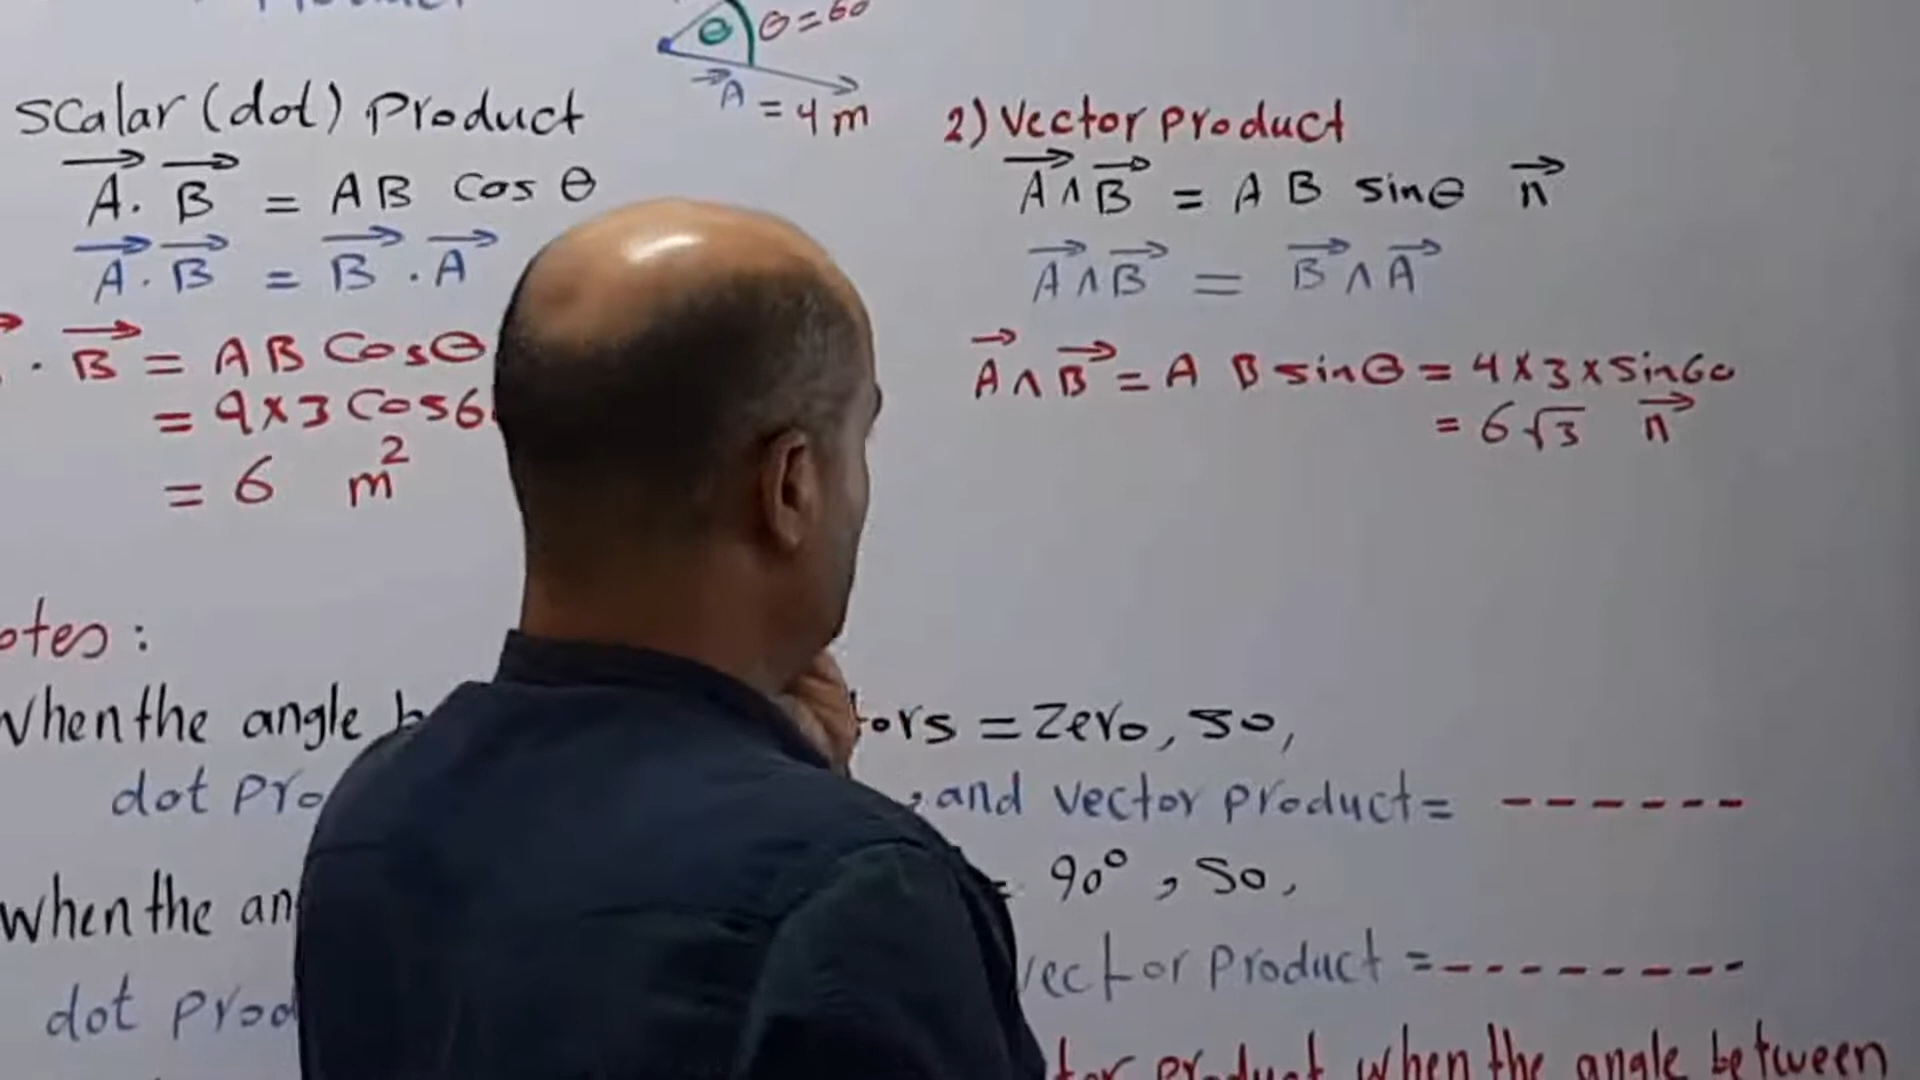 Product
θ
θ=60
A
= 4 m
Scalar (dot) Product
A . B = AB Cos θ
A . B = B . A
. B = AB Cosθ
= 4×3 Cos6
= 6 m²
2) Vector product
A ∧ B = A B sinθ n
A ∧ B = B ∧ A
A ∧ B = A B sinθ = 4×3×sin60
= 6√3 n
otes :
When the angle b tors = Zero, so,
dot pro , and vector product= ------
when the an = 90°, So,
dot prod vector product =--------
tor product when the angle between